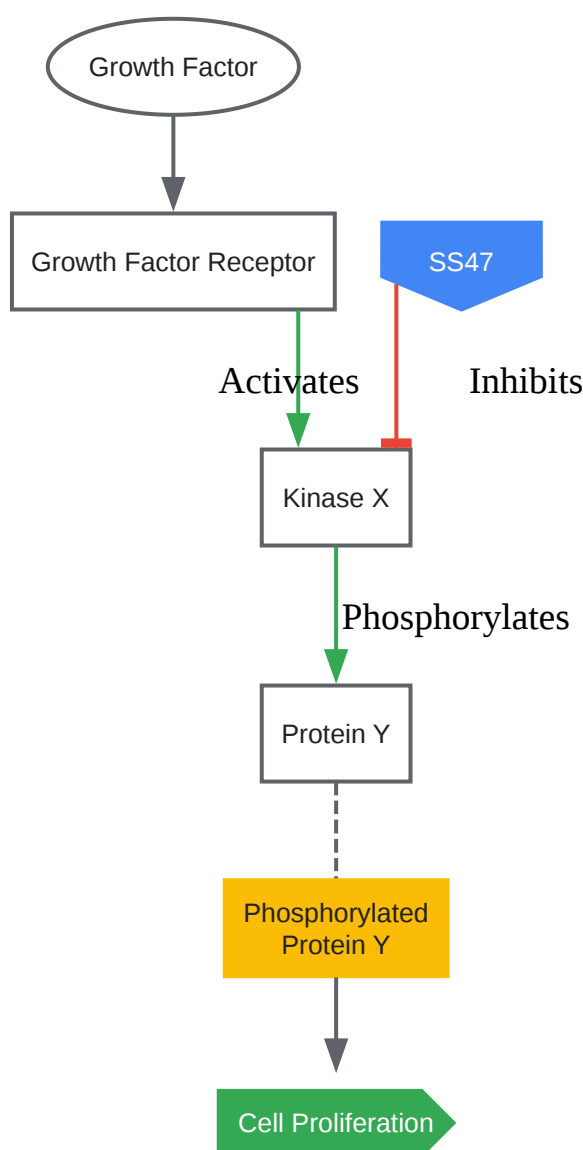 Growth Factor
Growth Factor Receptor
SS47
Activates
Inhibits
Kinase X
Phosphorylates
Protein Y
Phosphorylated
Protein Y
Cell Proliferation